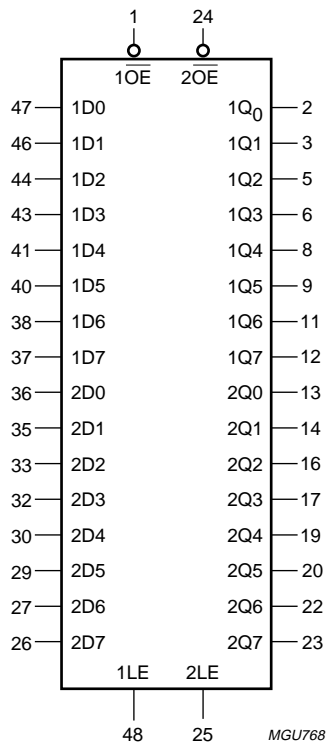 1 24
1OE 2OE
47 1D0 1Q0 2
46 1D1 1Q1 3
44 1D2 1Q2 5
43 1D3 1Q3 6
41 1D4 1Q4 8
40 1D5 1Q5 9
38 1D6 1Q6 11
37 1D7 1Q7 12
36 2D0 2Q0 13
35 2D1 2Q1 14
33 2D2 2Q2 16
32 2D3 2Q3 17
30 2D4 2Q4 19
29 2D5 2Q5 20
27 2D6 2Q6 22
26 2D7 2Q7 23
1LE 2LE
48 25 MGU768